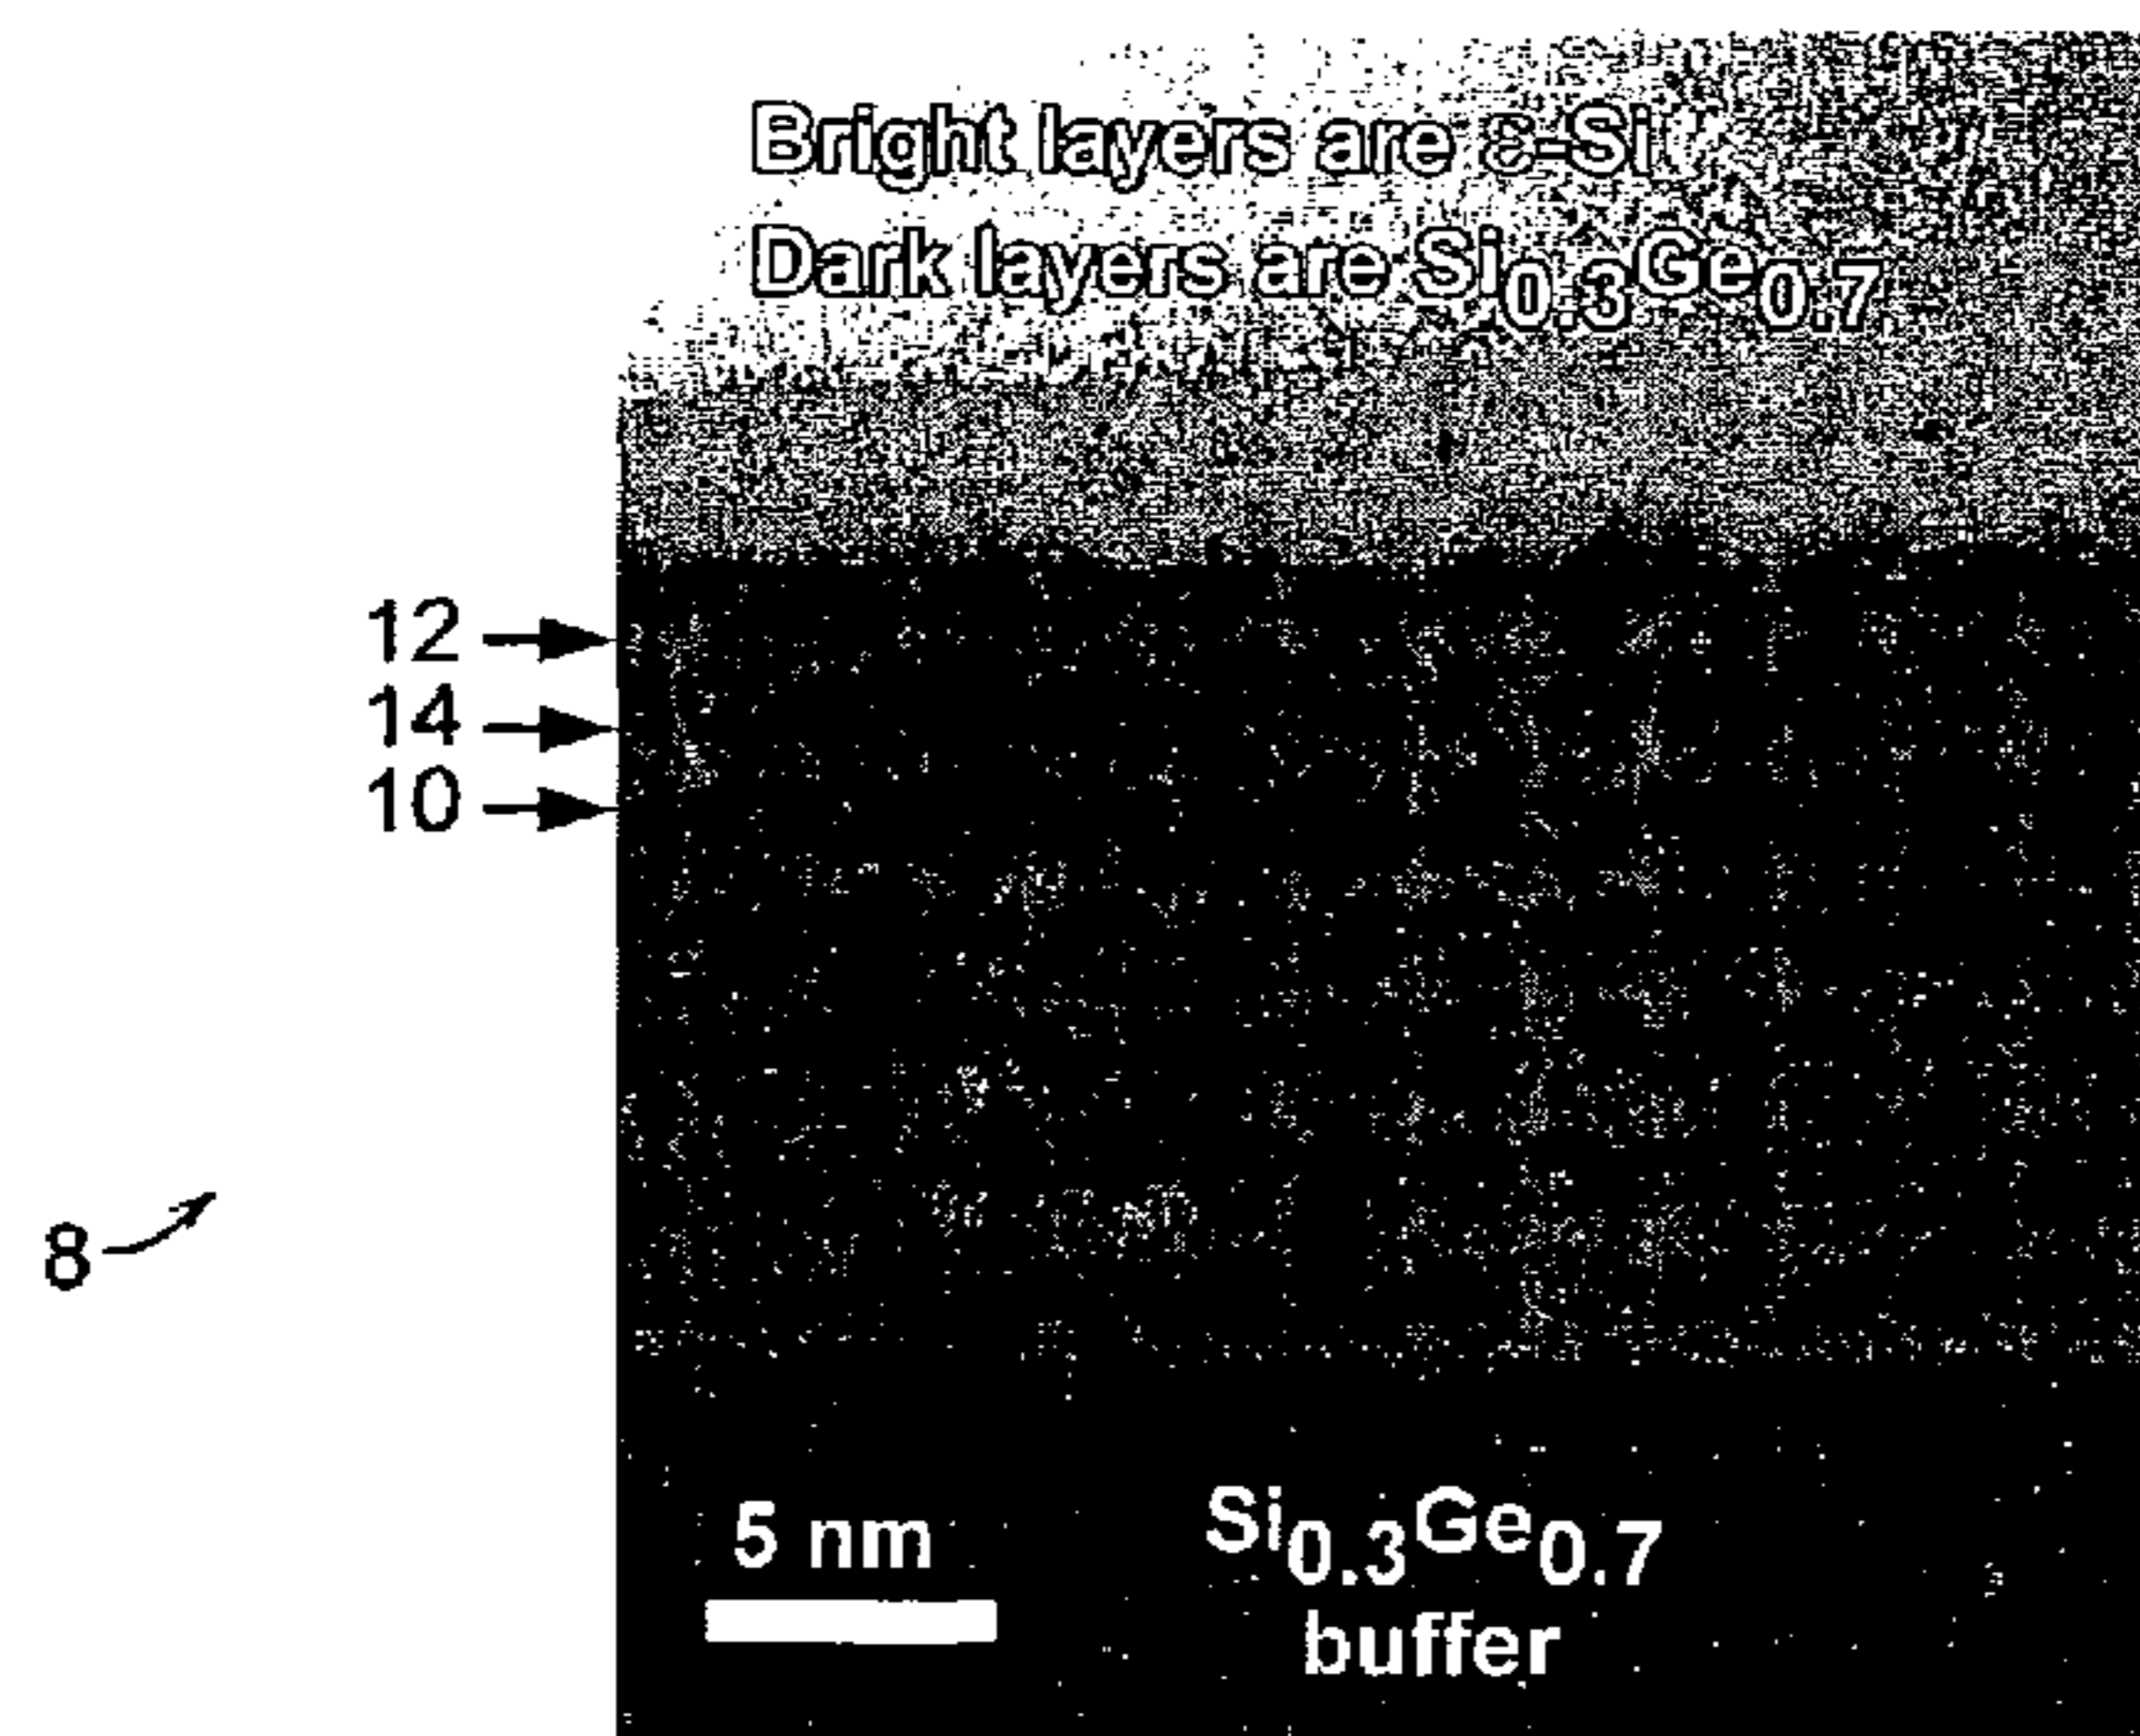 Bright layers are ε-Si
Dark layers are Si0.3Ge0.7
12
14
10
8
5 nm
Si0.3Ge0.7
buffer